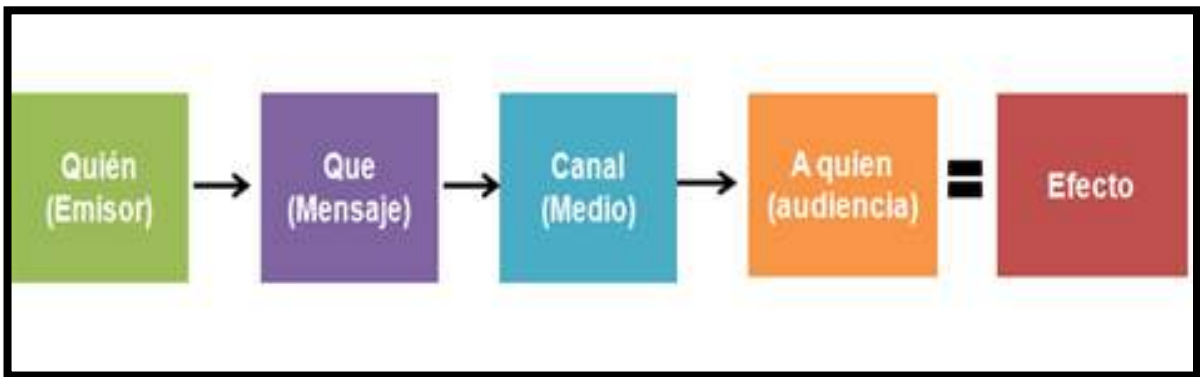 Quién
(Emisor)
Que
(Mensaje)
Canal
(Medio)
A quien
(audiencia)
=
Efecto